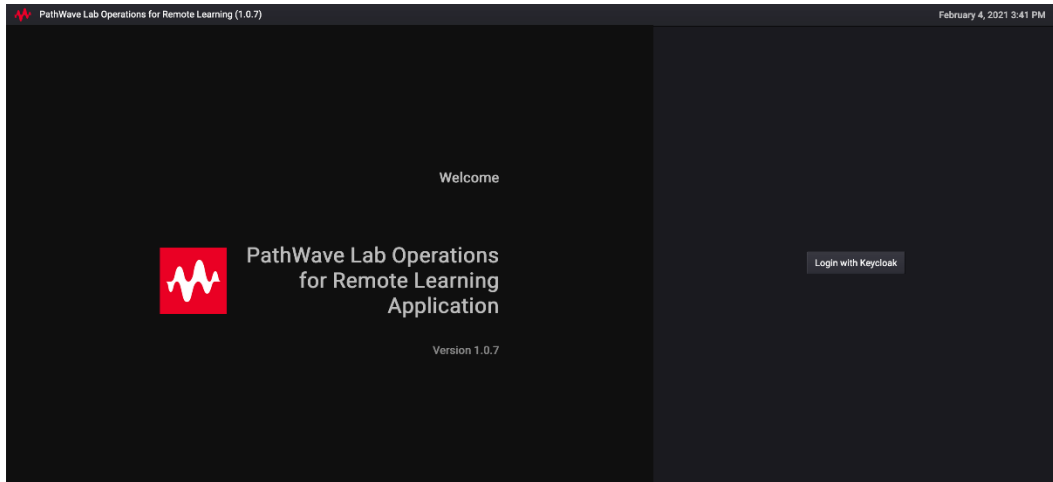 PathWave Lab Operations for Remote Learning (1.0.7)
February 4, 2021 3:41 PM
Welcome
PathWave Lab Operations
for Remote Learning
Application
Version 1.0.7
Login with Keycloak